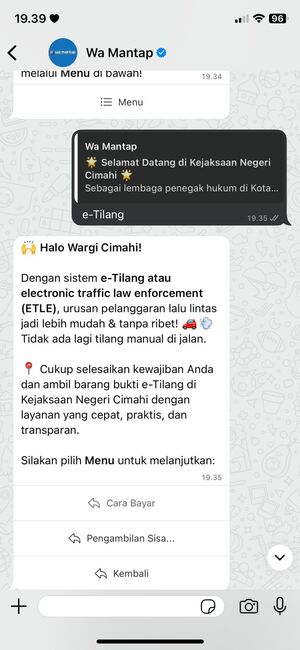 19.39
96
Wa Mantap
melalui Menu di bawah!
19.34
Menu
Wa Mantap
🌟 Selamat Datang di Kejaksaan Negeri
Cimahi 🌟
Sebagai lembaga penegak hukum di Kota...
e-Tilang
19.35
🙌 Halo Wargi Cimahi!
Dengan sistem e-Tilang atau
electronic traffic law enforcement
(ETLE), urusan pelanggaran lalu lintas
jadi lebih mudah & tanpa ribet! 🚗💨
Tidak ada lagi tilang manual di jalan.
📍 Cukup selesaikan kewajiban Anda
dan ambil barang bukti e-Tilang di
Kejaksaan Negeri Cimahi dengan
layanan yang cepat, praktis, dan
transparan.
Silakan pilih Menu untuk melanjutkan:
19.35
Cara Bayar
Pengambilan Sisa...
Kembali